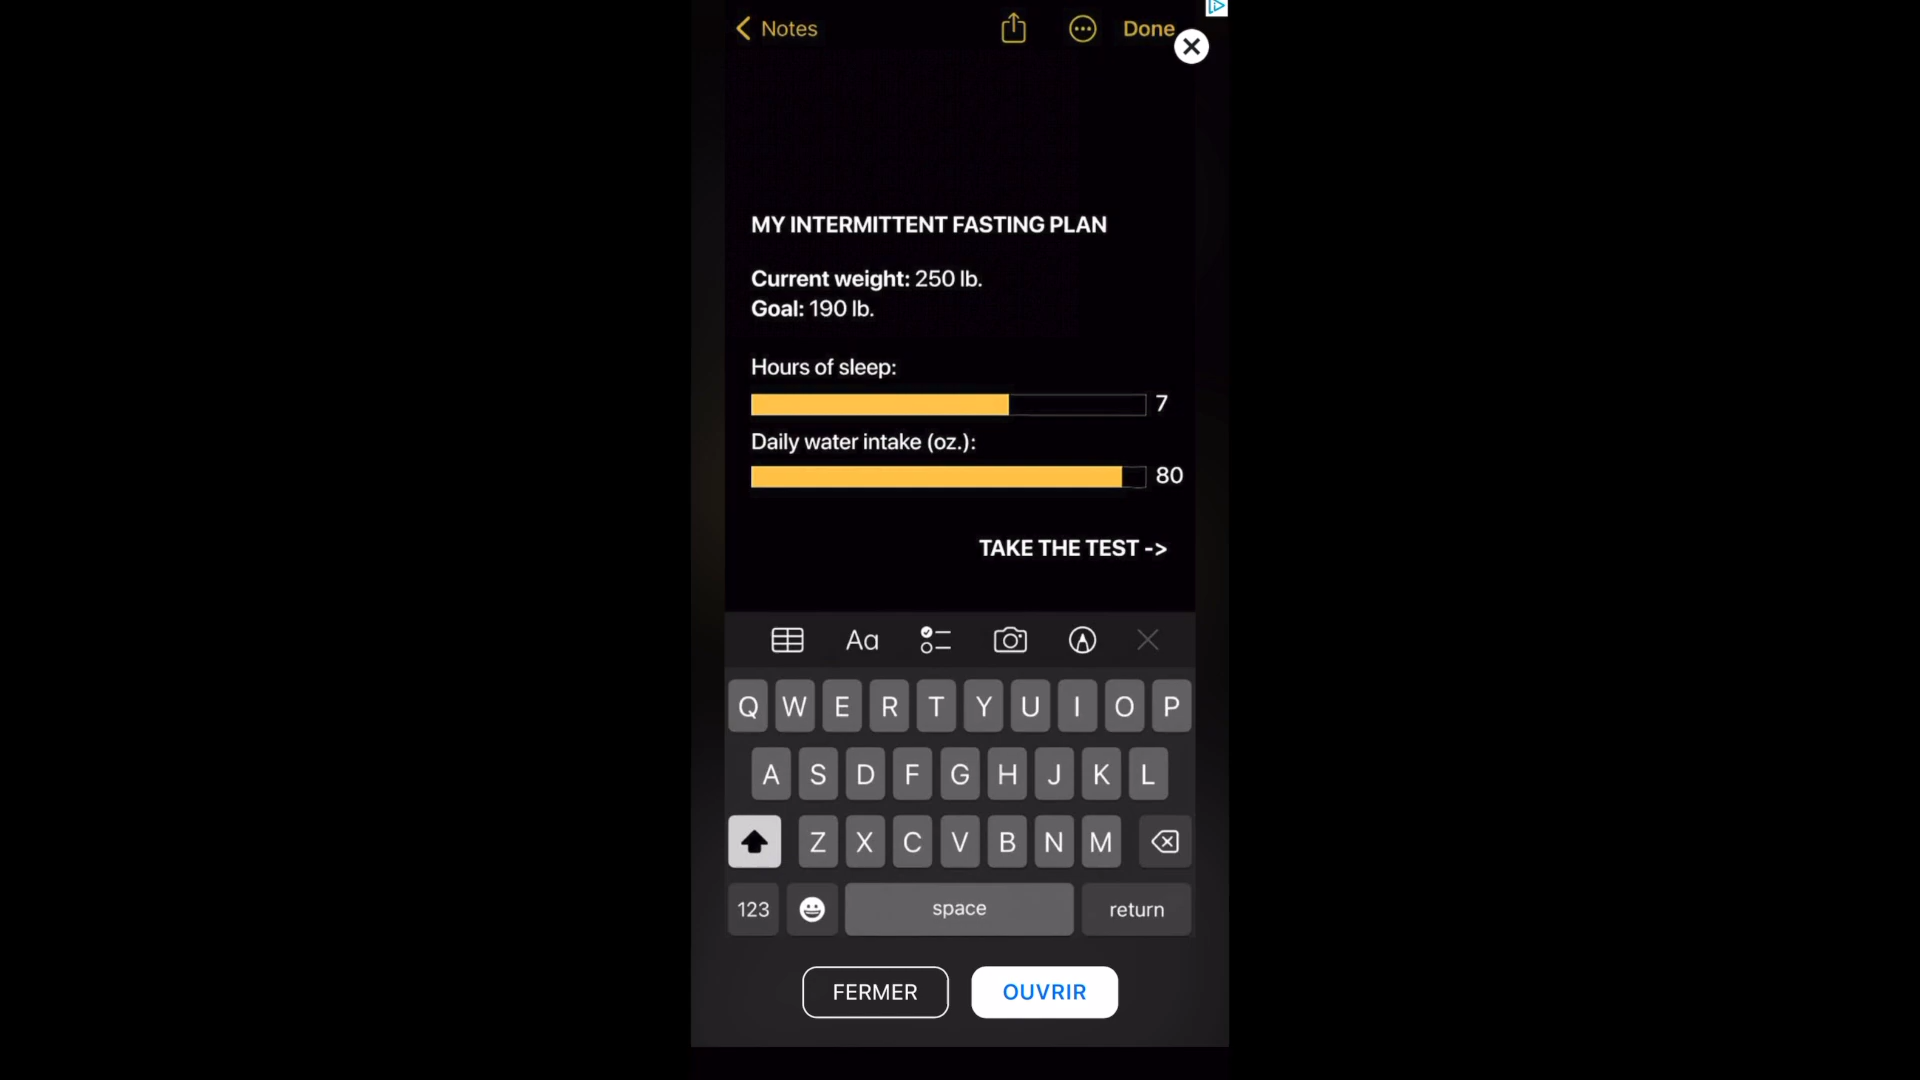 Notes
Done
MY INTERMITTENT FASTING PLAN
Current weight: 250 lb.
Goal: 190 lb.
Hours of sleep:
7
Daily water intake (oz.):
80
TAKE THE TEST ->
Aa
Q W E R T Y U I O P
A S D F G H J K L
Z X C V B N M
123 space return
FERMER OUVRIR